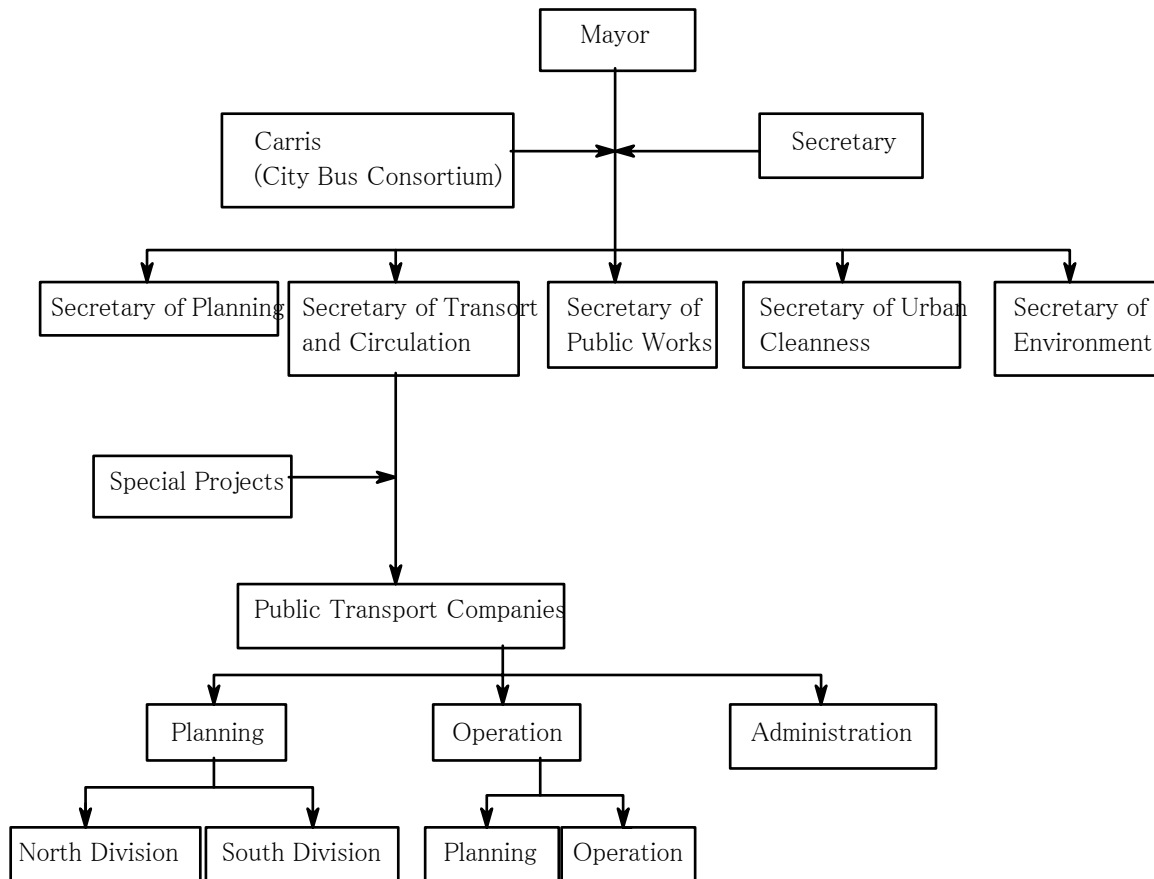 Mayor
Carris
(City Bus Consortium)
Secretary
Secretary of Planning
Secretary of Transort
and Circulation
Secretary of
Public Works
Secretary of Urban
Cleanness
Secretary of
Environment
Special Projects
Public Transport Companies
Planning
Operation
Administration
North Division
South Division
Planning
Operation